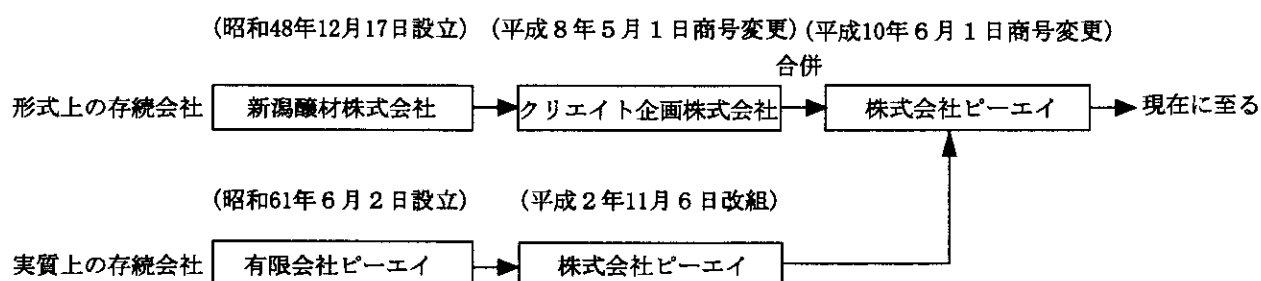 (昭和48年12月17日設立) (平成8年5月1日商号変更) (平成10年6月1日商号変更)
合併
形式上の存続会社 新潟醸材株式会社 クリエイト企画株式会社 株式会社ピーエイ 現在に至る
(昭和61年6月2日設立) (平成2年11月6日改組)
実質上の存続会社 有限会社ピーエイ 株式会社ピーエイ